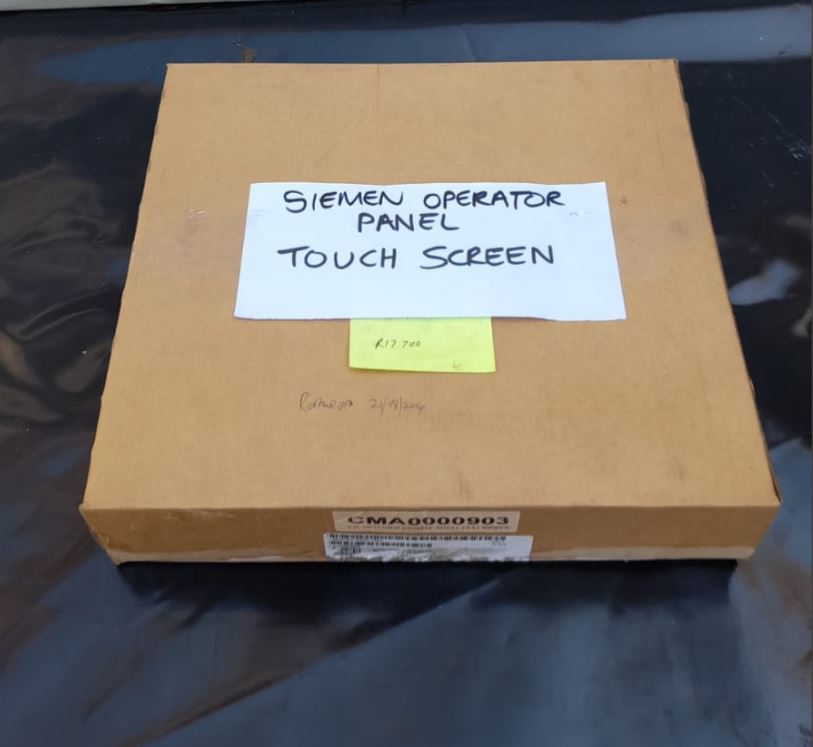 SIEMEN OPERATOR
PANEL
TOUCH SCREEN
R17 700
CMA0000903